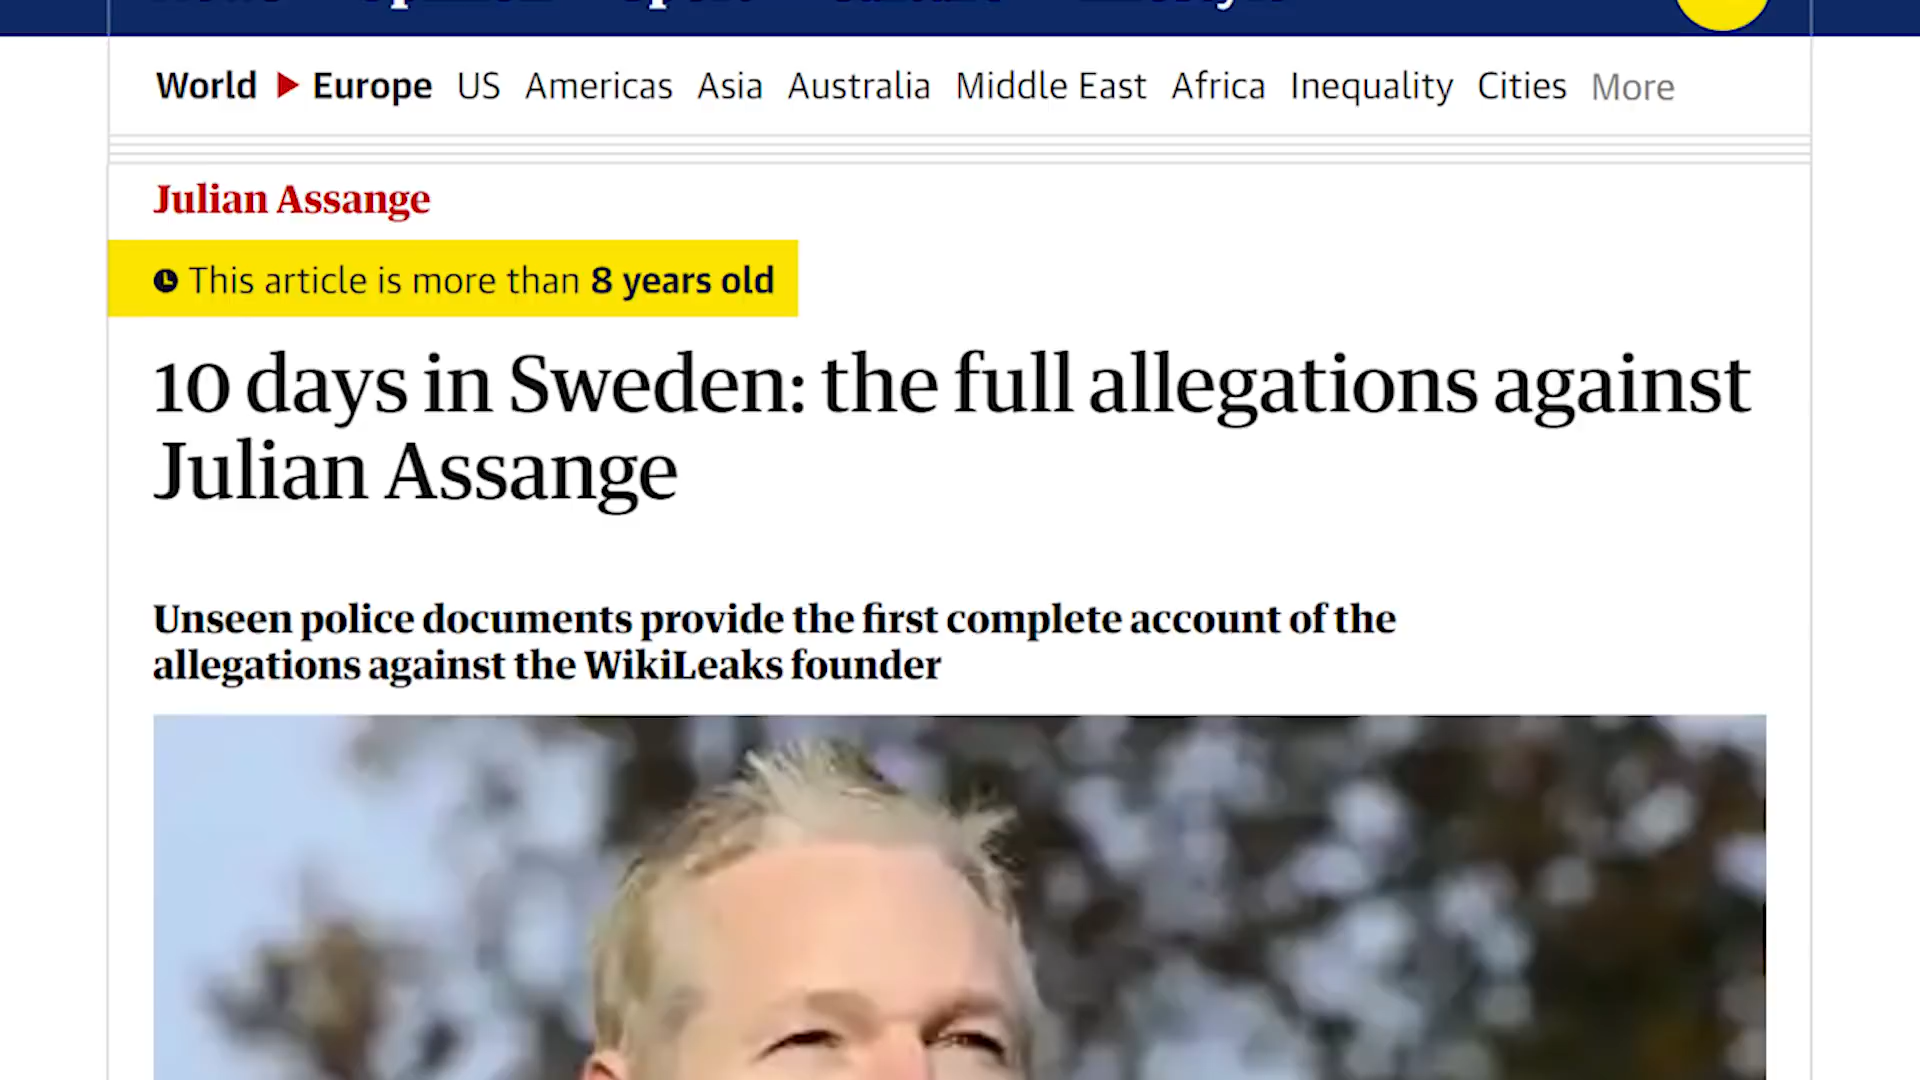 World Europe US Americas Asia Australia Middle East Africa Inequality Cities More
Julian Assange
This article is more than 8 years old
10 days in Sweden: the full allegations against
Julian Assange
Unseen police documents provide the first complete account of the
allegations against the WikiLeaks founder